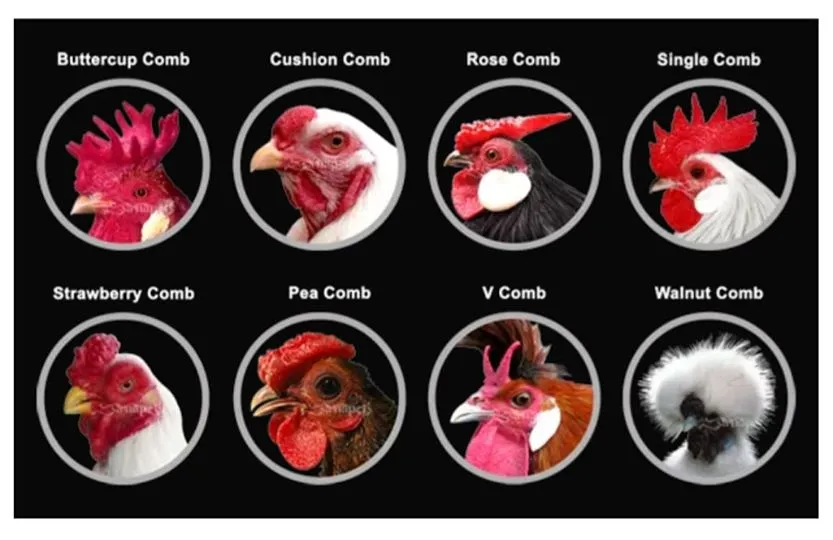 Buttercup Comb
Cushion Comb
Rose Comb
Single Comb
Strawberry Comb
Pea Comb
V Comb
Walnut Comb